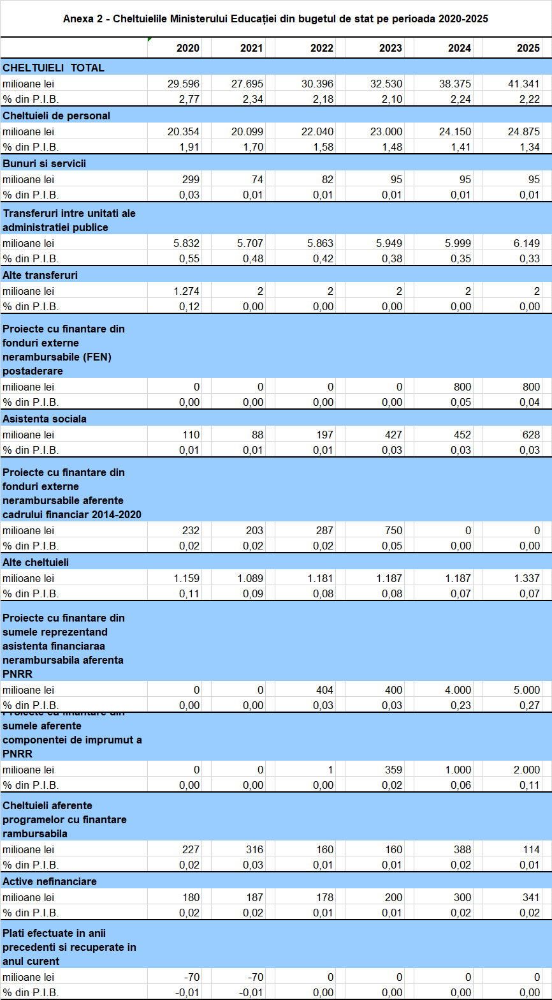 Anexa 2 - Cheltuielile Ministerului Educației din bugetul de stat pe perioada 2020-2025
2020 2021 2022 2023 2024 2025
CHELTUIELI TOTAL
milioane lei 29.596 27.695 30.396 32.530 38.375 41.341
% din P.I.B. 2,77 2,34 2,18 2,10 2,24 2,22
Cheltuieli de personal
milioane lei 20.354 20.099 22.040 23.000 24.150 24.875
% din P.I.B. 1,91 1,70 1,58 1,48 1,41 1,34
Bunuri si servicii
milioane lei 299 74 82 95 95 95
% din P.I.B. 0,03 0,01 0,01 0,01 0,01 0,01
Transferuri intre unitati ale
administratiei publice
milioane lei 5.832 5.707 5.863 5.949 5.999 6.149
% din P.I.B. 0,55 0,48 0,42 0,38 0,35 0,33
Alte transferuri
milioane lei 1.274 2 2 2 2 2
% din P.I.B. 0,12 0,00 0,00 0,00 0,00 0,00
Proiecte cu finantare din
fonduri externe
nerambursabile (FEN)
postaderare
milioane lei 0 0 0 0 800 800
% din P.I.B. 0,00 0,00 0,00 0,00 0,05 0,04
Asistenta sociala
milioane lei 110 88 197 427 452 628
% din P.I.B. 0,01 0,01 0,01 0,03 0,03 0,03
Proiecte cu finantare din
fonduri externe
nerambursabile aferente
cadrului financiar 2014-2020
milioane lei 232 203 287 750 0 0
% din P.I.B. 0,02 0,02 0,02 0,05 0,00 0,00
Alte cheltuieli
milioane lei 1.159 1.089 1.181 1.187 1.187 1.337
% din P.I.B. 0,11 0,09 0,08 0,08 0,07 0,07
Proiecte cu finantare din
sumele reprezentand
asistenta financiaraa
nerambursabila aferenta
PNRR
milioane lei 0 0 404 400 4.000 5.000
% din P.I.B. 0,00 0,00 0,03 0,03 0,23 0,27
Proiecte cu finantare din
sumele aferente
componentei de imprumut a
PNRR
milioane lei 0 0 1 359 1.000 2.000
% din P.I.B. 0,00 0,00 0,00 0,02 0,06 0,11
Cheltuieli aferente
programelor cu finantare
rambursabila
milioane lei 227 316 160 160 388 114
% din P.I.B. 0,02 0,03 0,01 0,01 0,02 0,01
Active nefinanciare
milioane lei 180 187 178 200 300 341
% din P.I.B. 0,02 0,02 0,01 0,01 0,02 0,02
Plati efectuate in anii
precedenti si recuperate in
anul curent
milioane lei -70 -70 0 0 0 0
% din P.I.B. -0,01 -0,01 0,00 0,00 0,00 0,00